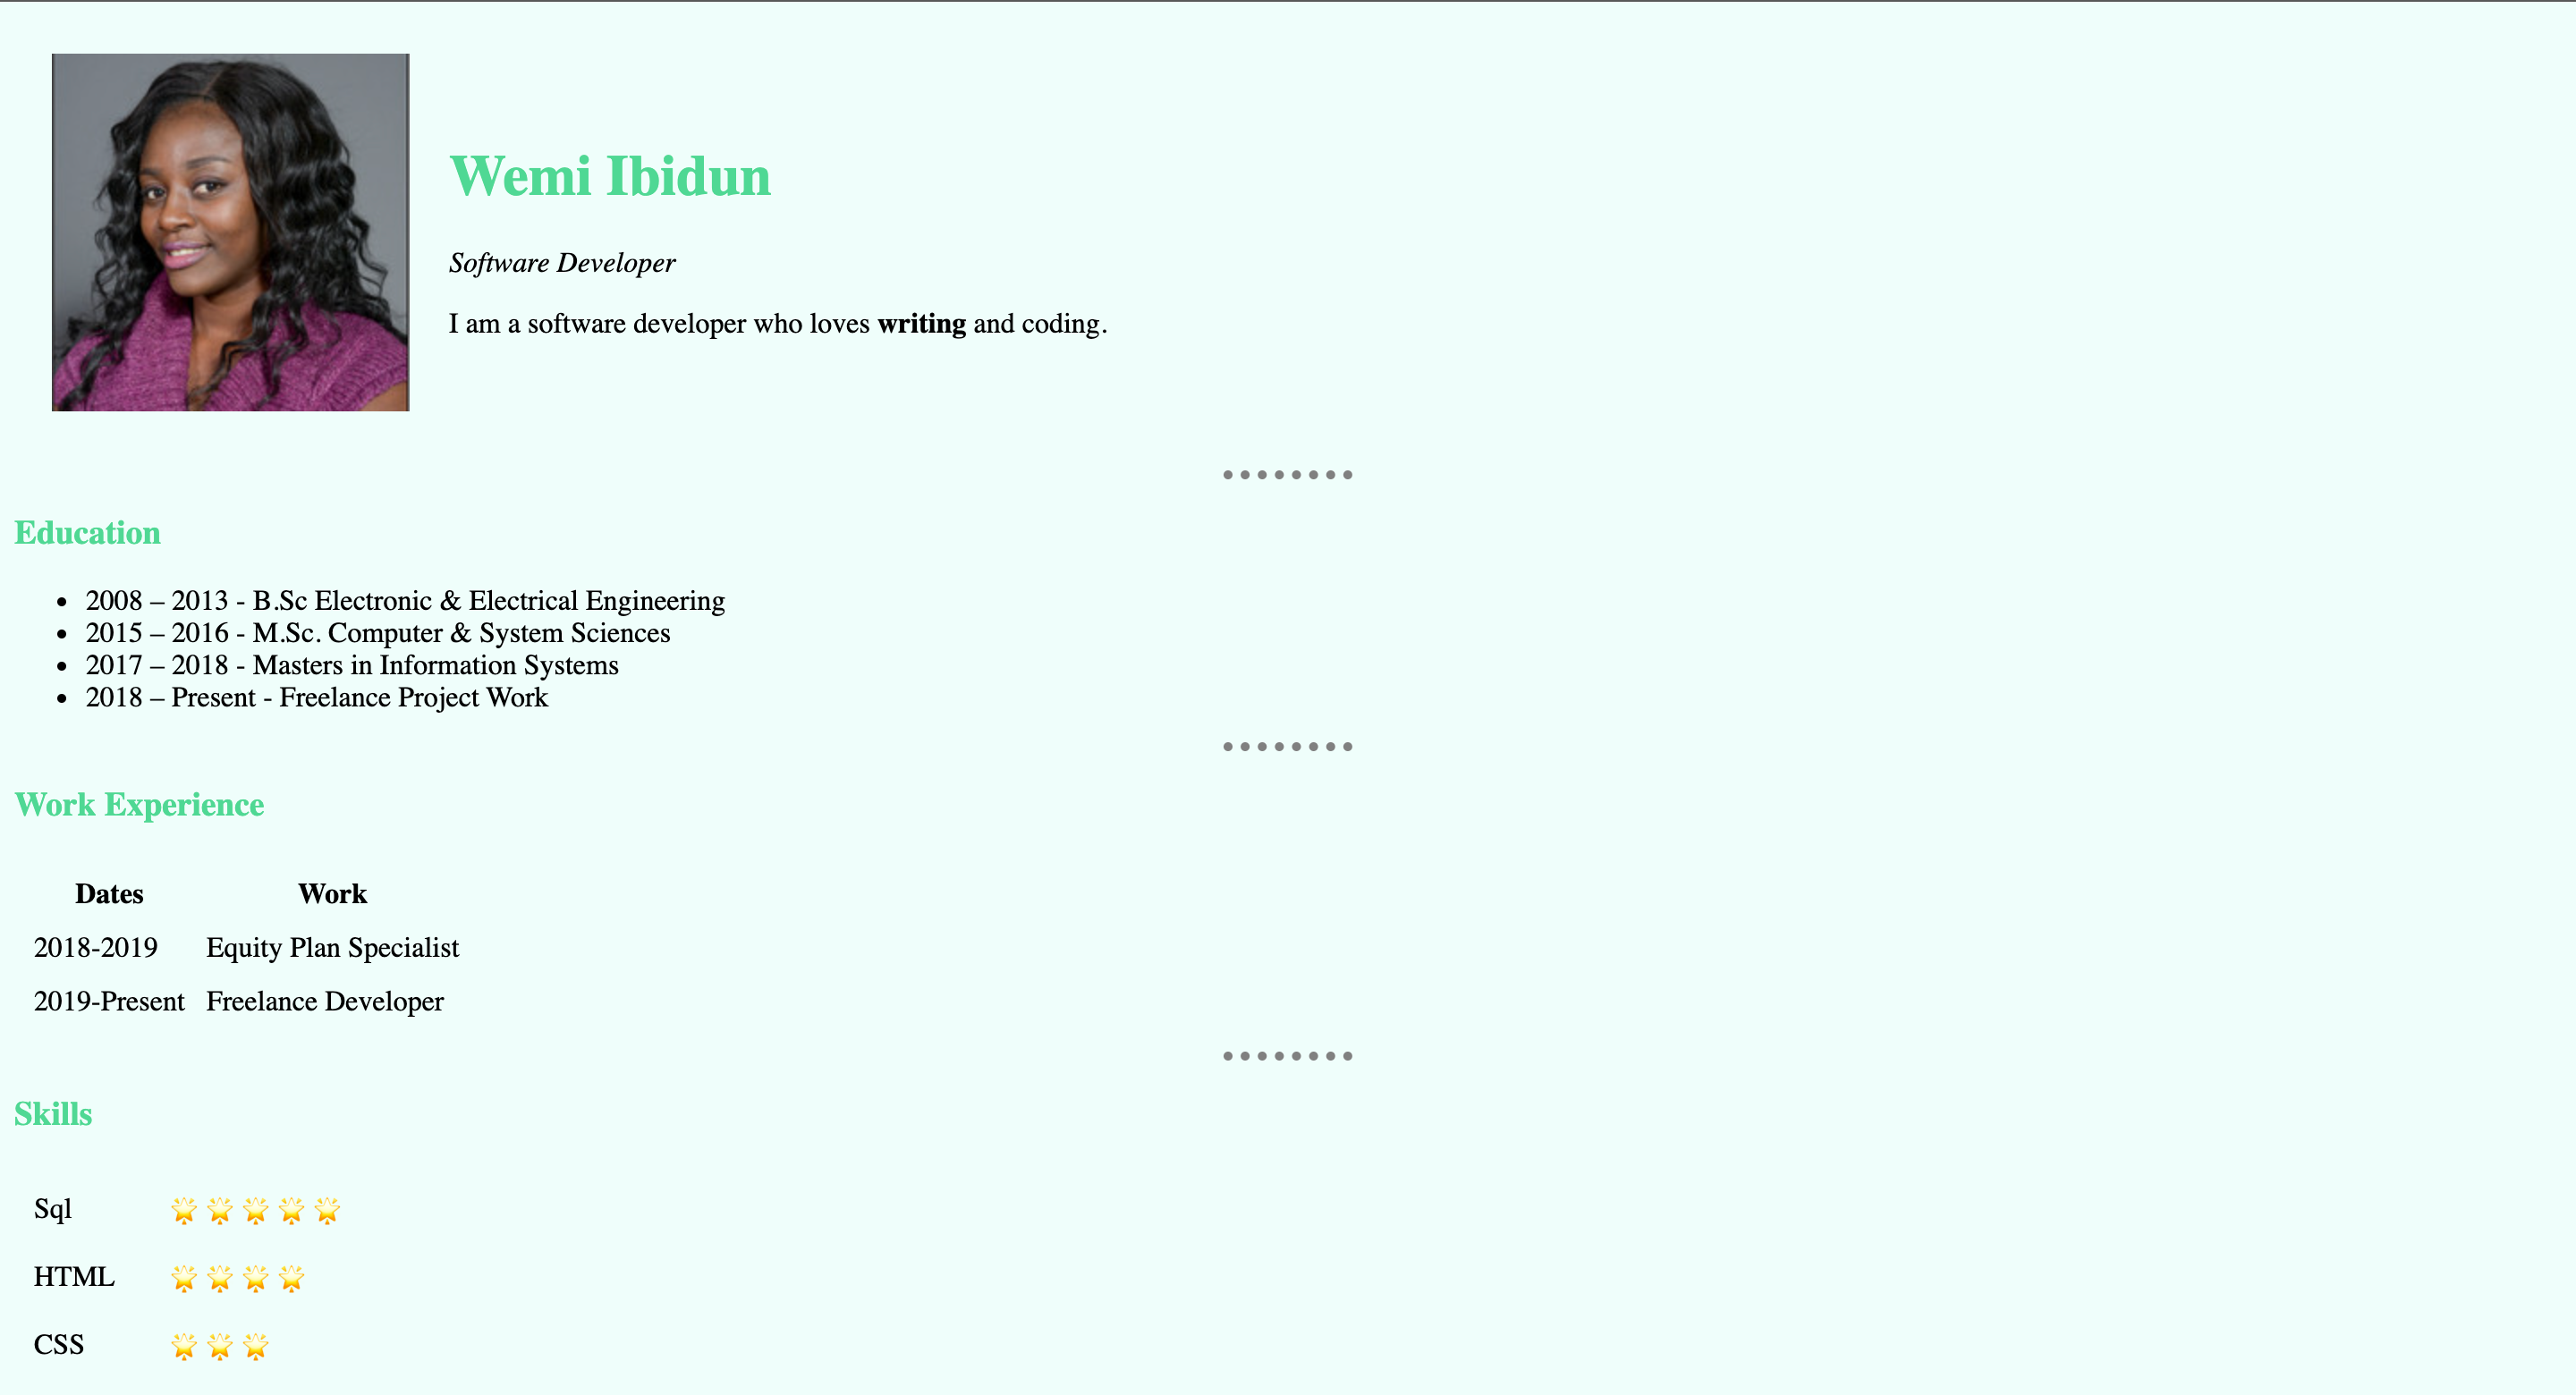 Wemi Ibidun
Software Developer
I am a software developer who loves writing and coding.
Education
• 2008 – 2013 - B.Sc Electronic & Electrical Engineering
• 2015 – 2016 - M.Sc. Computer & System Sciences
• 2017 – 2018 - Masters in Information Systems
• 2018 – Present - Freelance Project Work
Work Experience
Dates Work
2018-2019 Equity Plan Specialist
2019-Present Freelance Developer
Skills
Sql 🌟 🌟 🌟 🌟 🌟
HTML 🌟 🌟 🌟 🌟
CSS 🌟 🌟 🌟